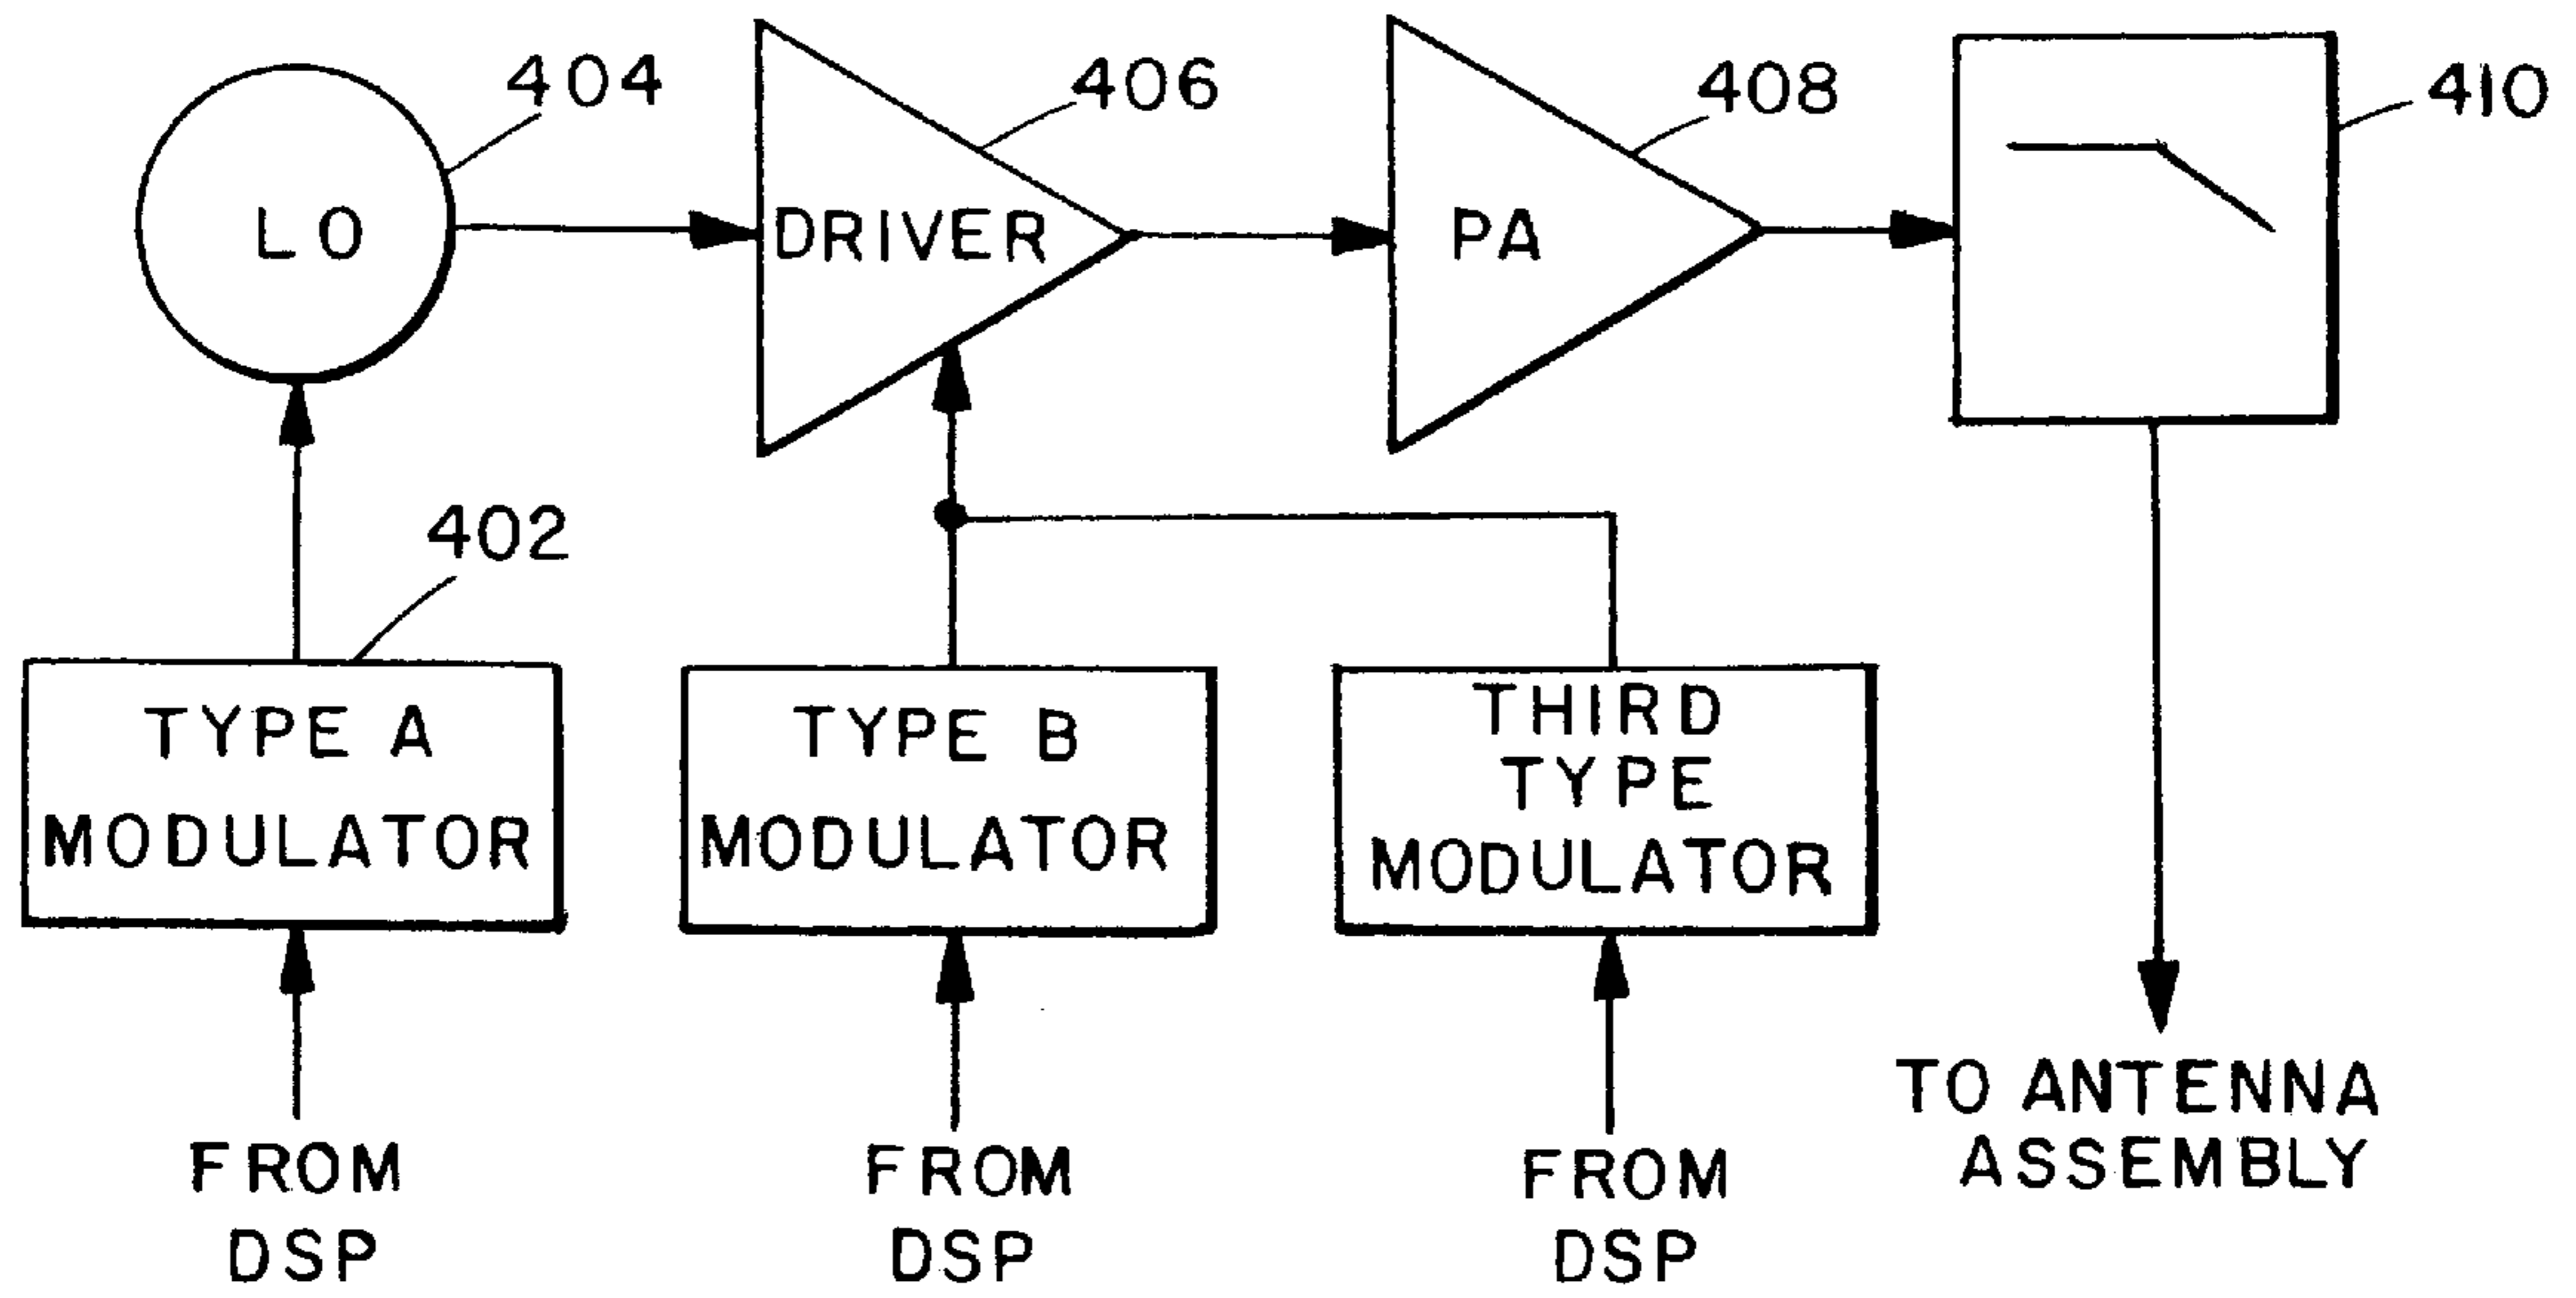 404
406
408
410
LO
DRIVER
PA
402
TYPE A
MODULATOR
TYPE B
MODULATOR
THIRD
TYPE
MODULATOR
FROM
DSP
FROM
DSP
FROM
DSP
TO ANTENNA
ASSEMBLY